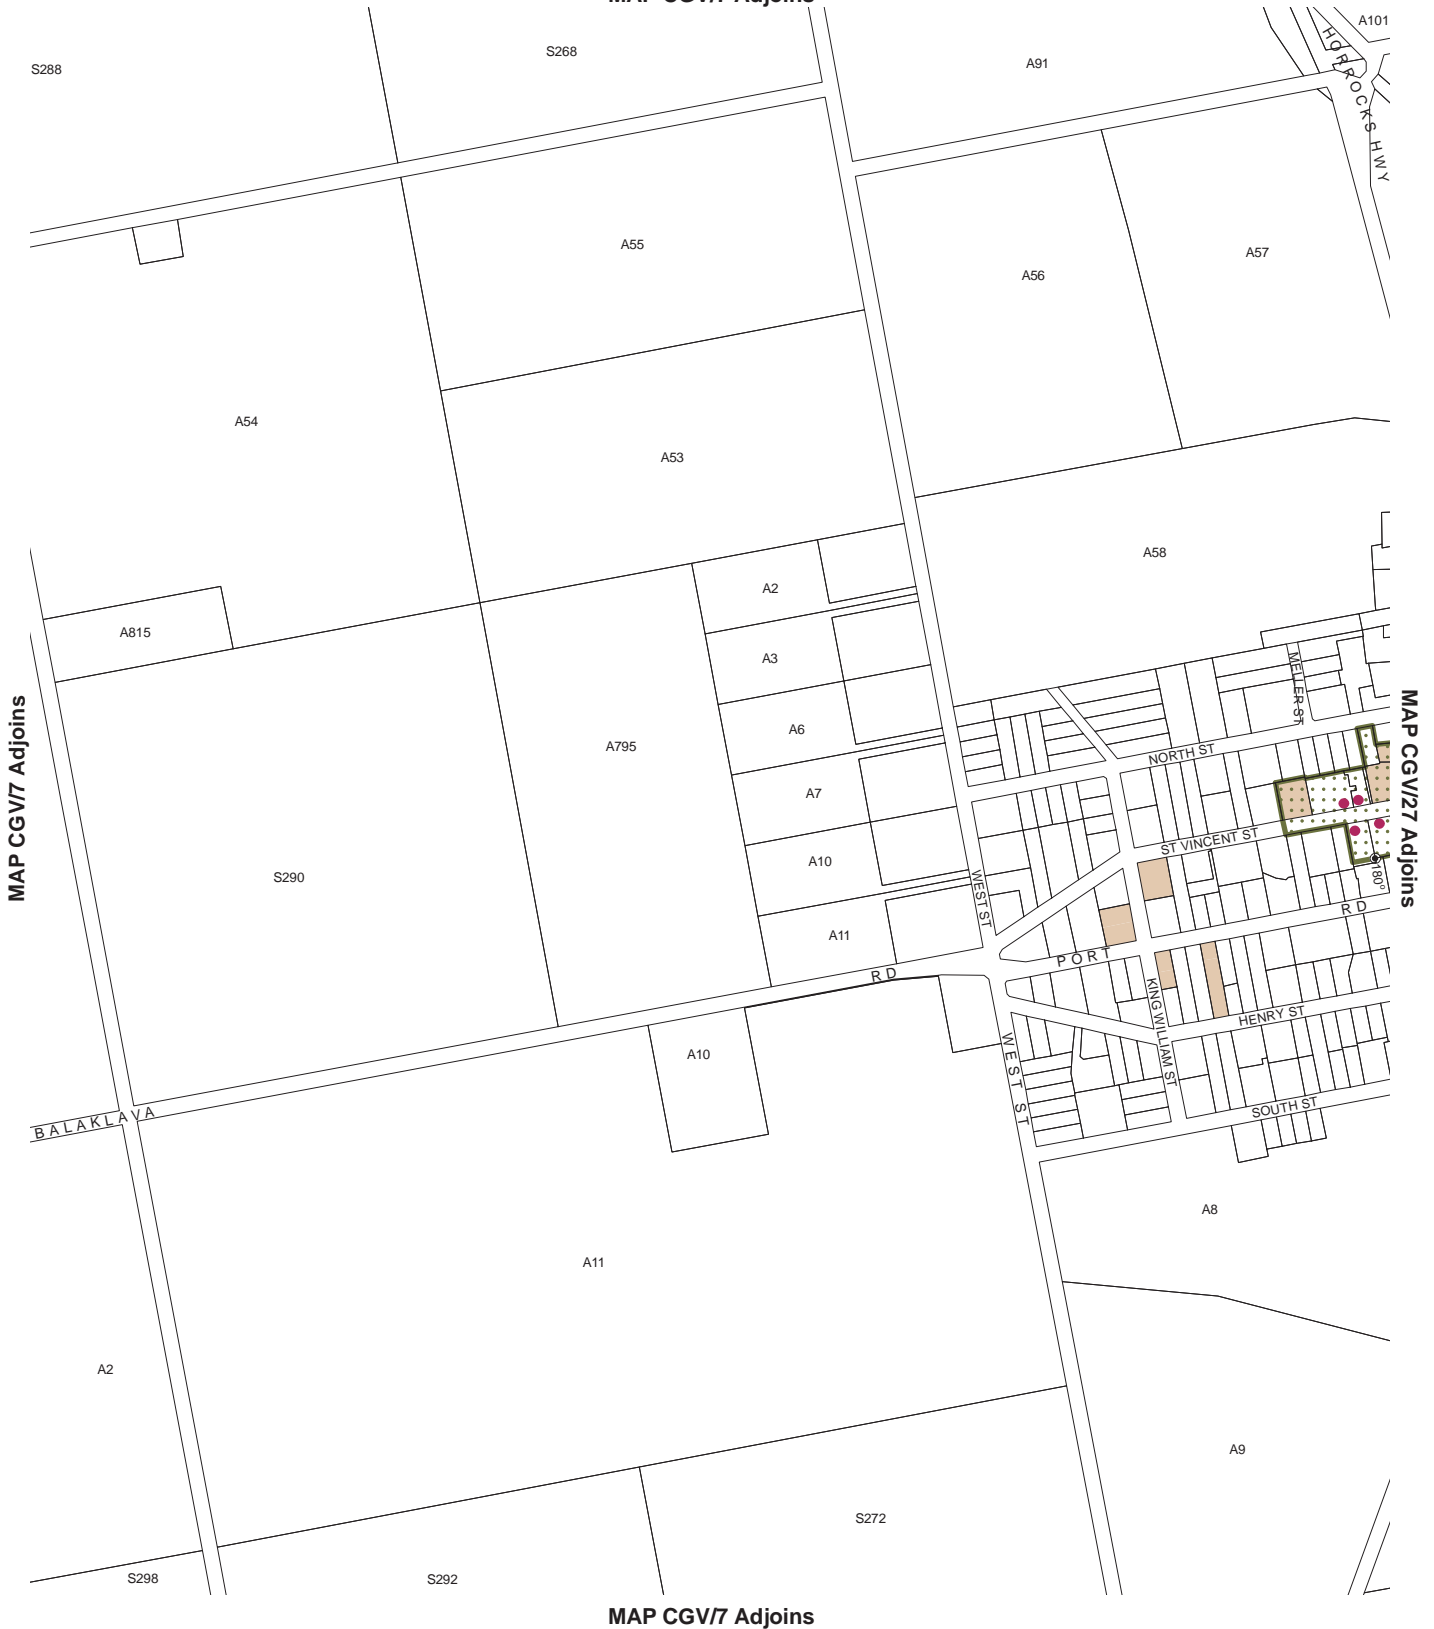 MAP CGV/7 Adjoins
A101
S288
S268
A91
HORROCKS HWY
A55
A56
A57
A54
A53
A58
A2
A815
A3
MELLER ST
A6
A795
NORTH ST
MAP CGV/7 Adjoins
MAP CGV/27 Adjoins
A7
ST VINCENT ST
A10
S290
180°
WEST ST
A11
RD
PORT
RD
KING WILLIAM ST
HENRY ST
A10
WEST ST
BALAKLAVA
SOUTH ST
A8
A11
A2
A9
S272
S298
S292
MAP CGV/7 Adjoins